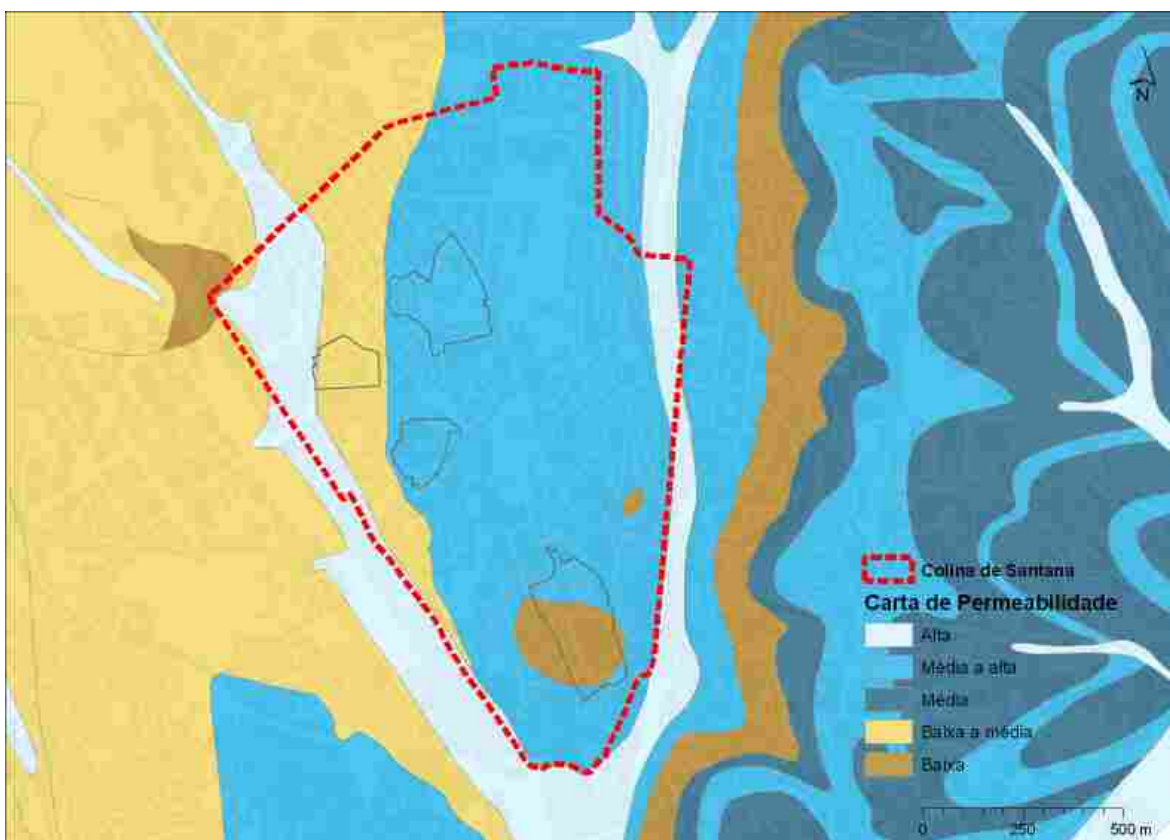 N
Colina de Santana
Carta de Permeabilidade
Alta
Média a alta
Média
Baixa a média
Baixa
0 250 500 m